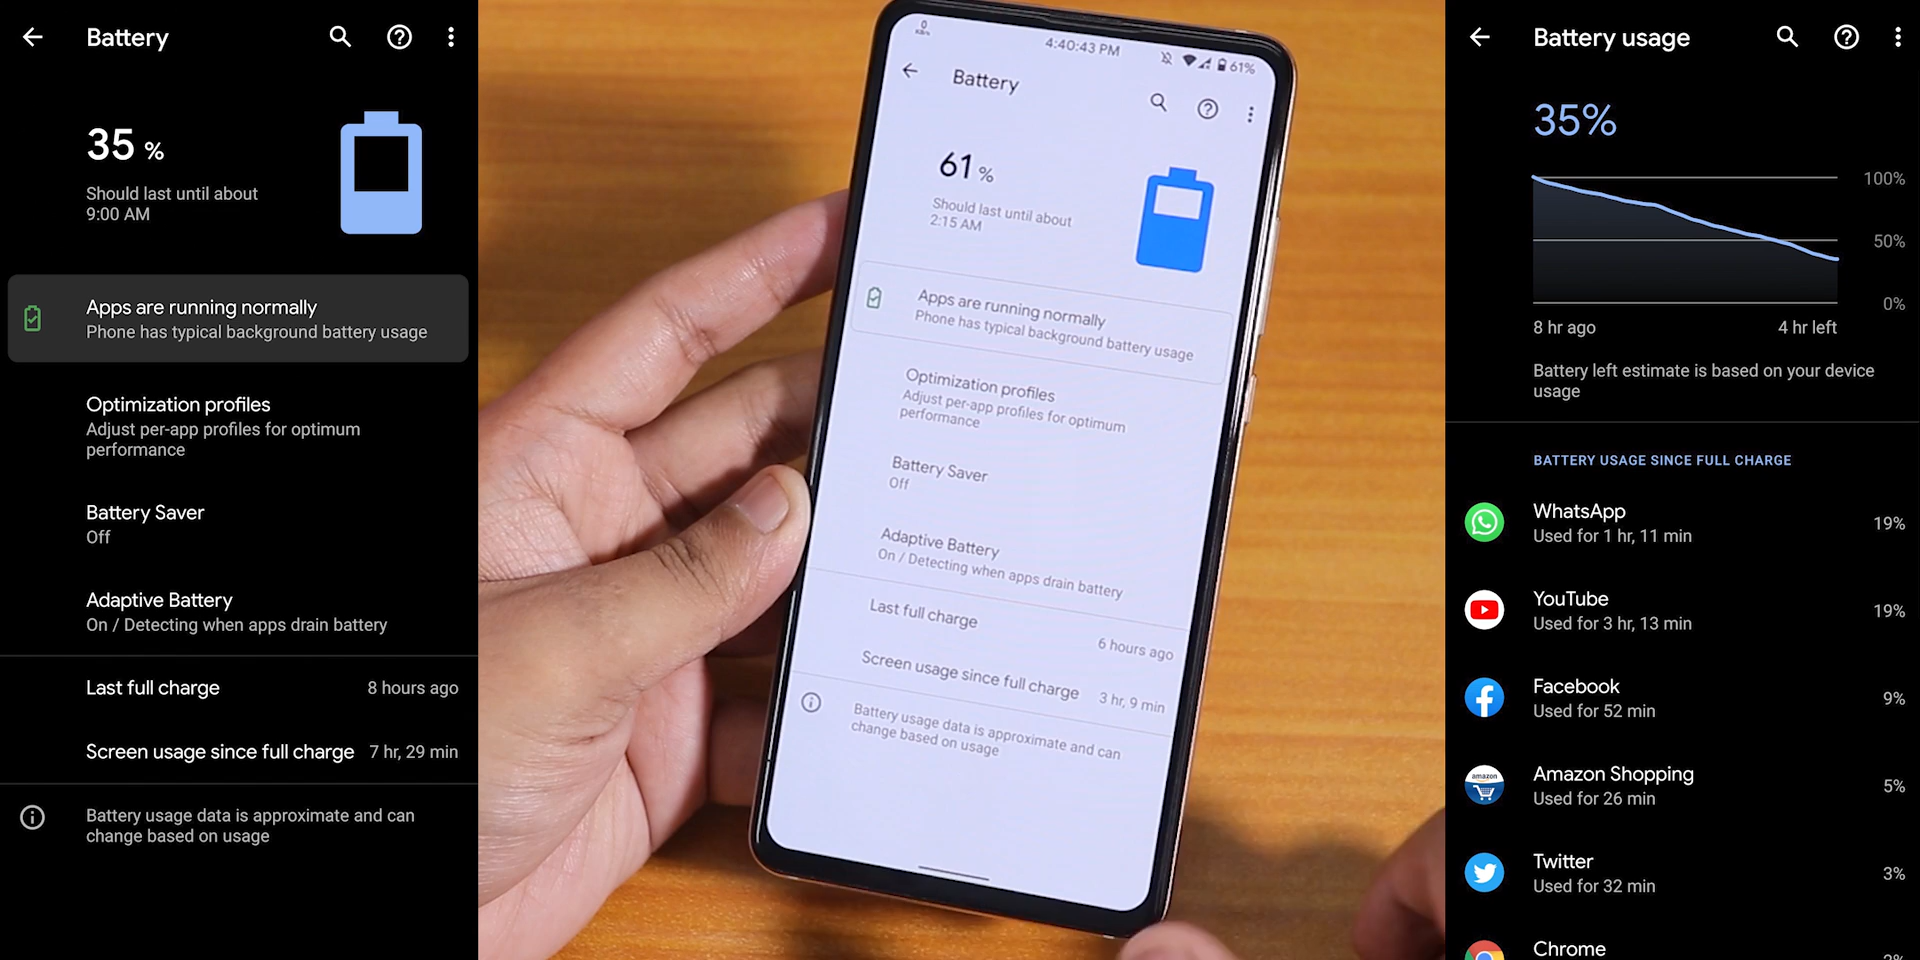 Battery
35 %
Should last until about
9:00 AM
Apps are running normally
Phone has typical background battery usage
Optimization profiles
Adjust per-app profiles for optimum
performance
Battery Saver
Off
Adaptive Battery
On / Detecting when apps drain battery
Last full charge 8 hours ago
Screen usage since full charge 7 hr, 29 min
Battery usage data is approximate and can
change based on usage
4:40:43 PM 61%
Battery
61 %
Should last until about
2:15 AM
Apps are running normally
Phone has typical background battery usage
Optimization profiles
Adjust per-app profiles for optimum
performance
Battery Saver
Off
Adaptive Battery
On / Detecting when apps drain battery
Last full charge 6 hours ago
Screen usage since full charge 3 hr, 9 min
Battery usage data is approximate and can
change based on usage
Battery usage
35%
100%
50%
0%
8 hr ago 4 hr left
Battery left estimate is based on your device
usage
BATTERY USAGE SINCE FULL CHARGE
WhatsApp
Used for 1 hr, 11 min 19%
YouTube
Used for 3 hr, 13 min 19%
Facebook
Used for 52 min 9%
amazon
Amazon Shopping
Used for 26 min 5%
Twitter
Used for 32 min 3%
Chrome